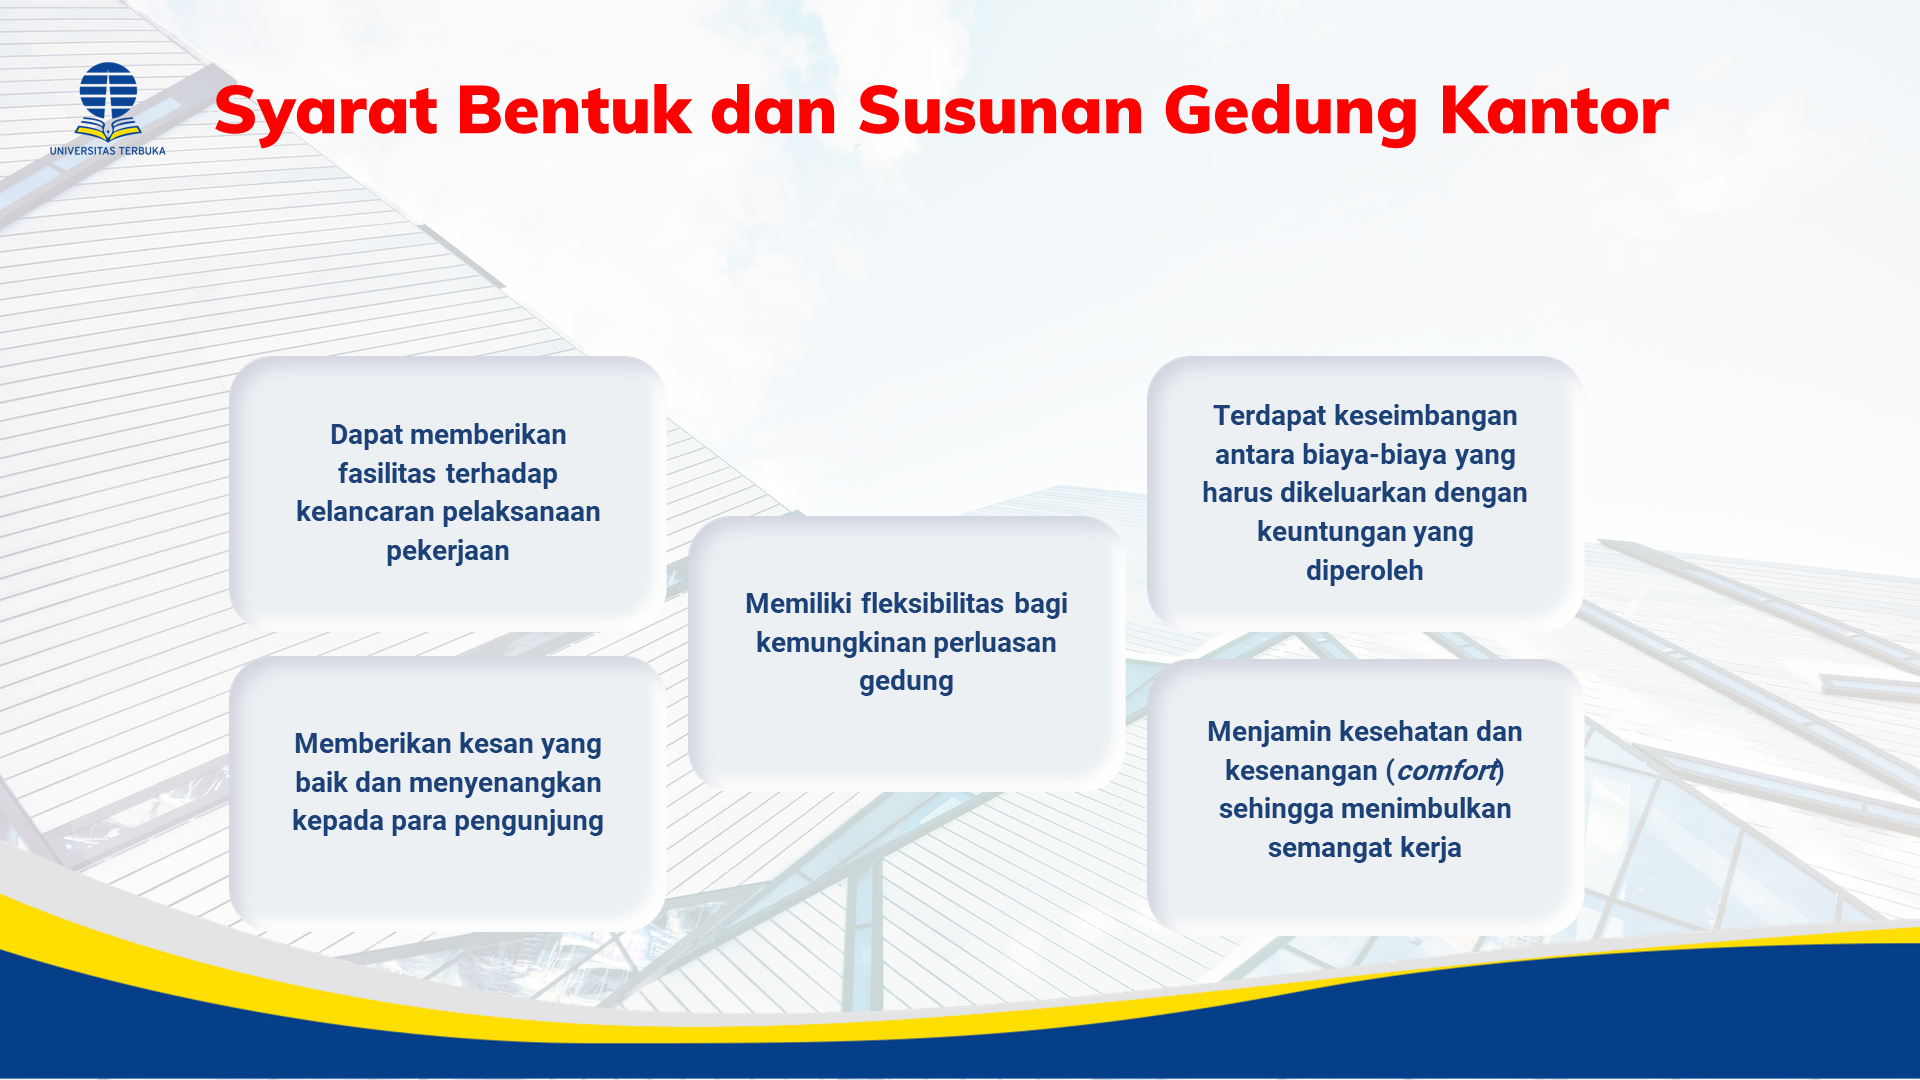 UNIVERSITAS TERBUKA
Syarat Bentuk dan Susunan Gedung Kantor
Dapat memberikan
fasilitas terhadap
kelancaran pelaksanaan
pekerjaan
Memberikan kesan yang
baik dan menyenangkan
kepada para pengunjung
Memiliki fleksibilitas bagi
kemungkinan perluasan
gedung
Terdapat keseimbangan
antara biaya-biaya yang
harus dikeluarkan dengan
keuntungan yang
diperoleh
Menjamin kesehatan dan
kesenangan (comfort)
sehingga menimbulkan
semangat kerja